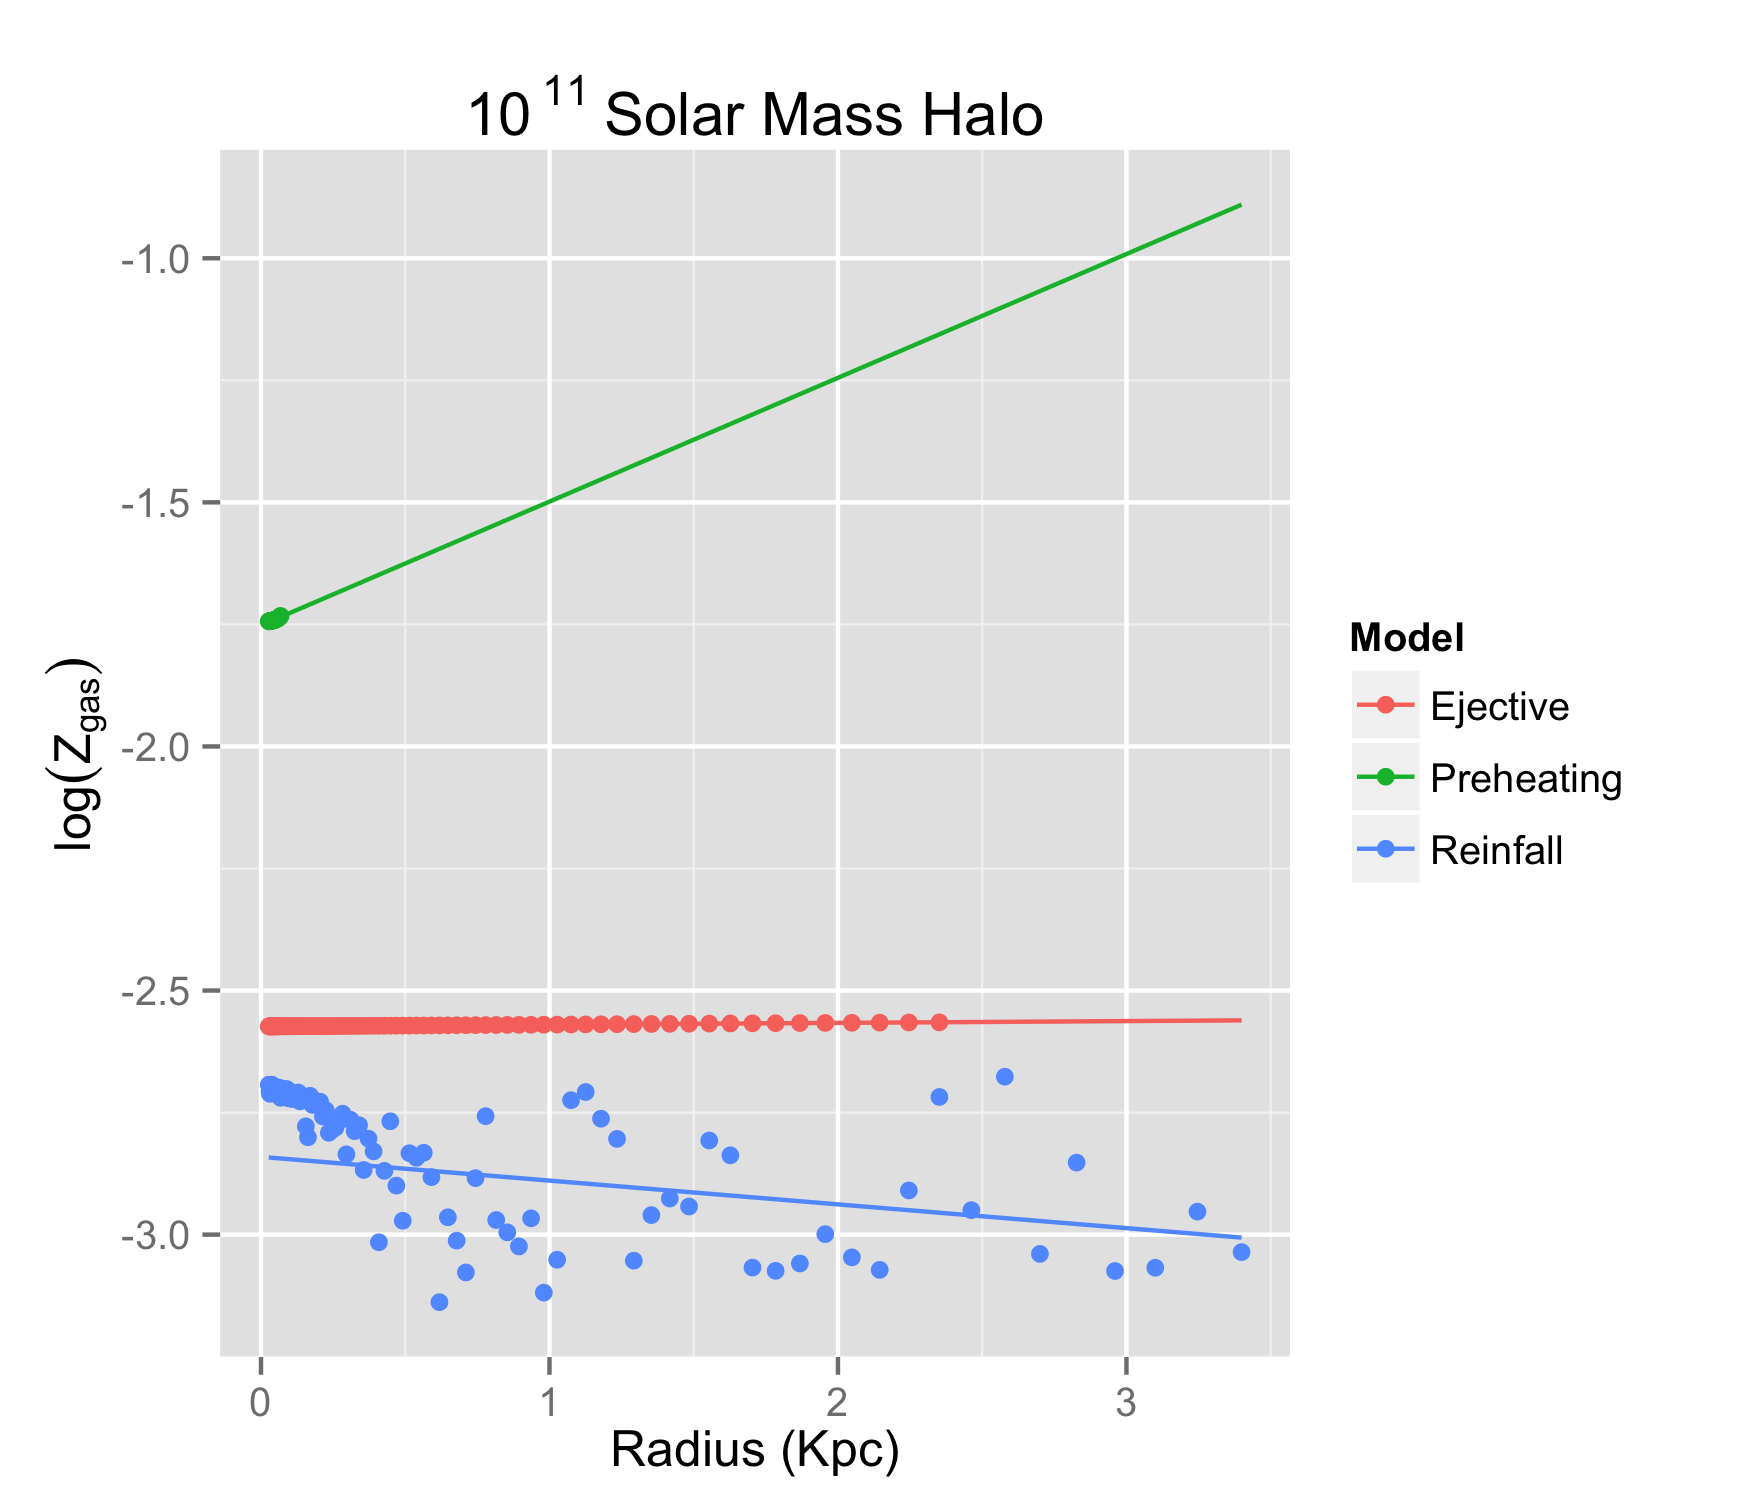 10 11 Solar Mass Halo
-1.0
-1.5
-2.0
-2.5
-3.0
log(Zgas)
0 1 2 3
Radius (Kpc)
Model
Ejective
Preheating
Reinfall